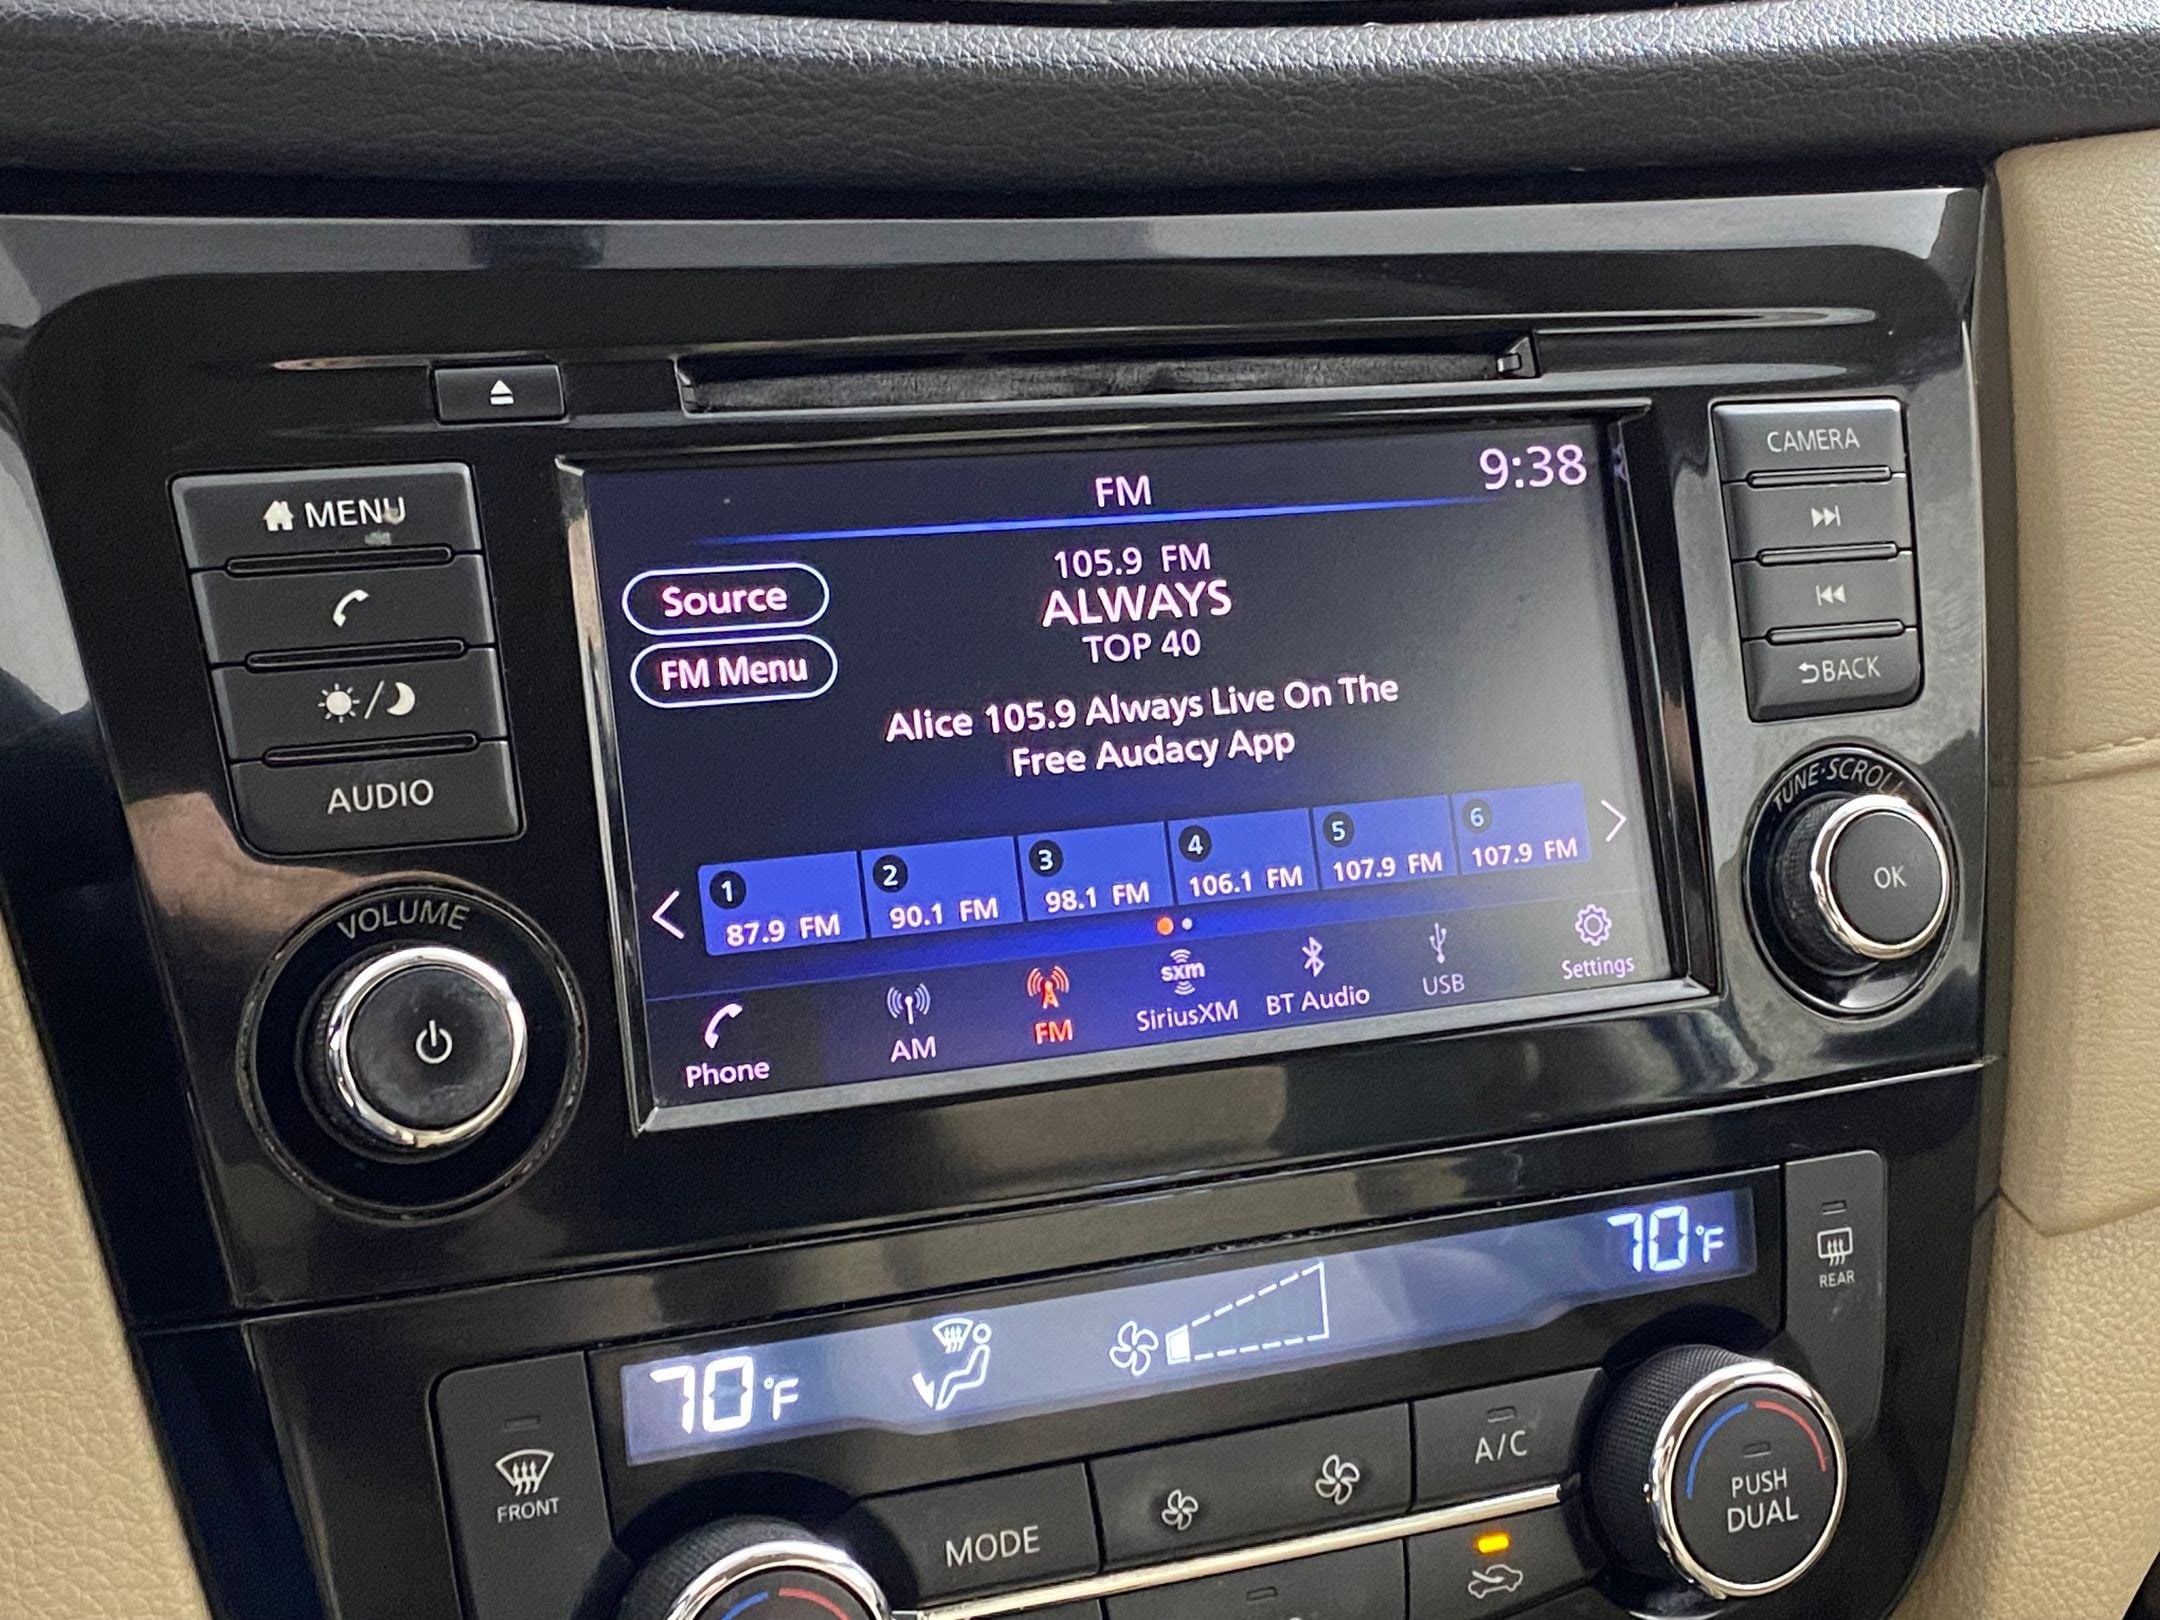 MENU
AUDIO
VOLUME
FM
9:38
Source
FM Menu
105.9 FM
ALWAYS
TOP 40
Alice 105.9 Always Live On The
Free Audacy App
1
87.9 FM
2
90.1 FM
3
98.1 FM
4
106.1 FM
5
107.9 FM
6
107.9 FM
Phone
AM
FM
sxm
SiriusXM
BT Audio
USB
Settings
CAMERA
BACK
TUNE·SCROLL
OK
70°F
70°F
REAR
FRONT
MODE
A/C
PUSH
DUAL